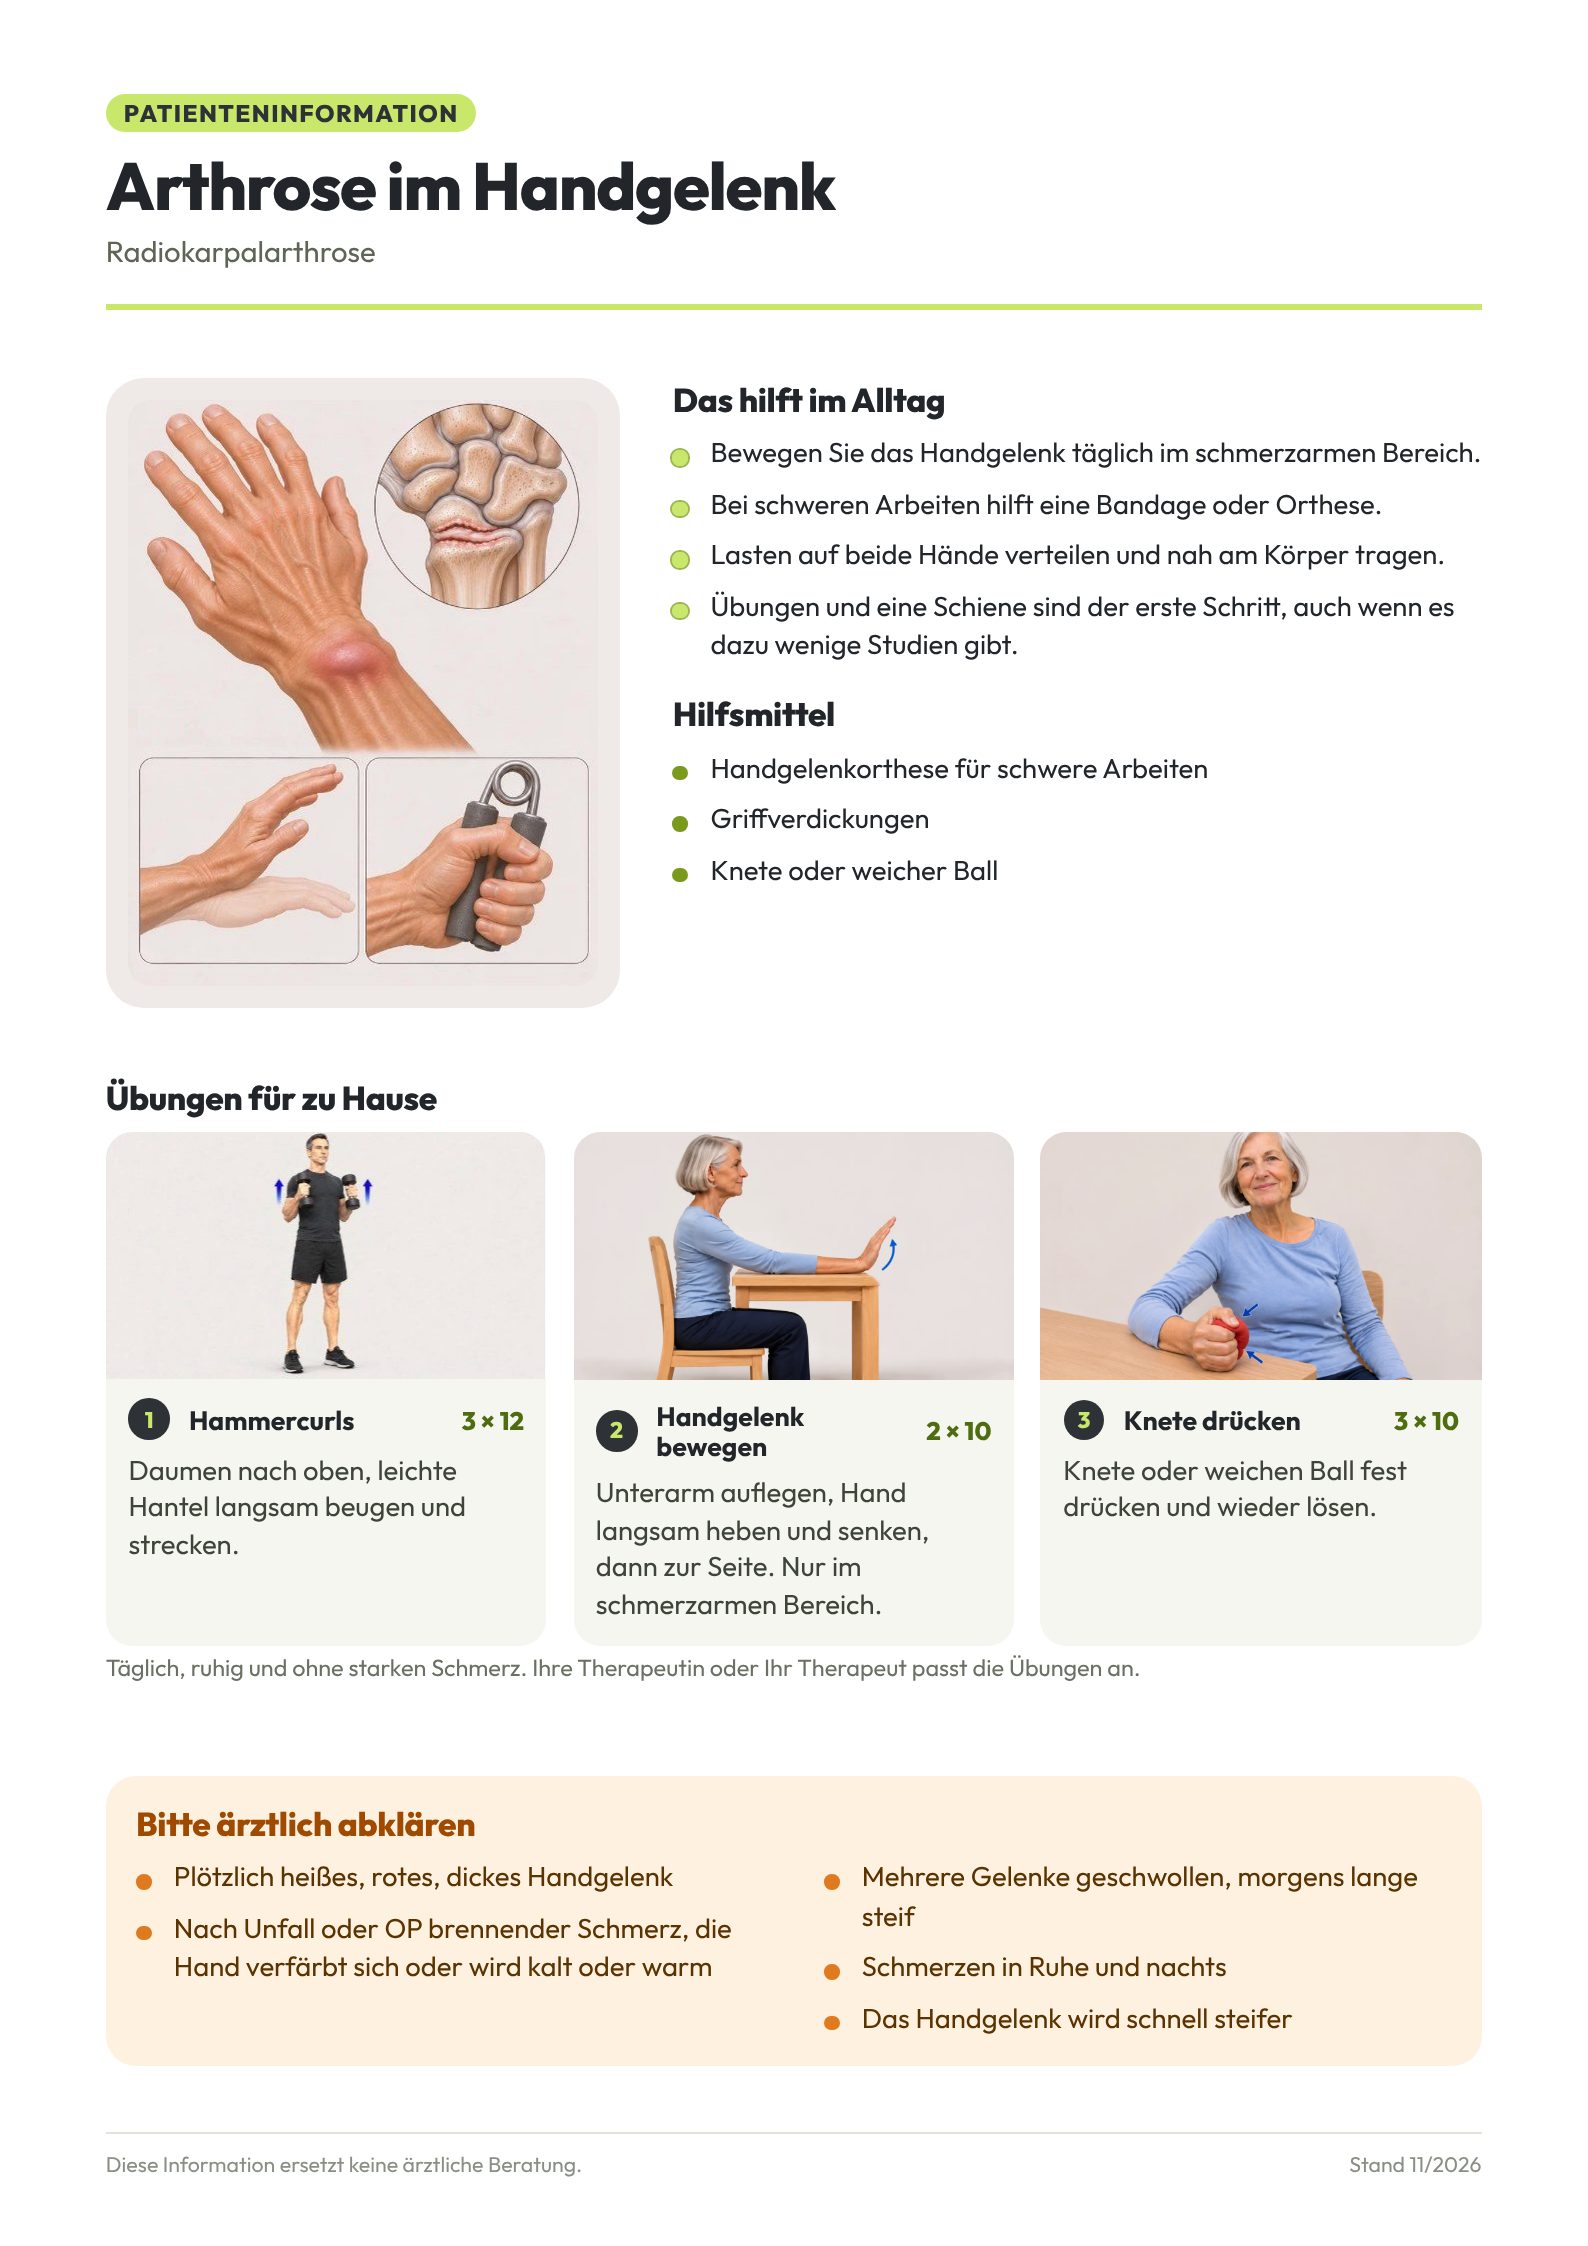 PATIENTENINFORMATION
Arthrose im Handgelenk
Radiokarpalarthrose
Das hilft im Alltag
Bewegen Sie das Handgelenk täglich im schmerzarmen Bereich.
Bei schweren Arbeiten hilft eine Bandage oder Orthese.
Lasten auf beide Hände verteilen und nah am Körper tragen.
Übungen und eine Schiene sind der erste Schritt, auch wenn es
dazu wenige Studien gibt.
Hilfsmittel
Handgelenkorthese für schwere Arbeiten
Griffverdickungen
Knete oder weicher Ball
Übungen für zu Hause
1 Hammercurls 3 × 12
Daumen nach oben, leichte
Hantel langsam beugen und
strecken.
2 Handgelenk
bewegen 2 × 10
Unterarm auflegen, Hand
langsam heben und senken,
dann zur Seite. Nur im
schmerzarmen Bereich.
3 Knete drücken 3 × 10
Knete oder weichen Ball fest
drücken und wieder lösen.
Täglich, ruhig und ohne starken Schmerz. Ihre Therapeutin oder Ihr Therapeut passt die Übungen an.
Bitte ärztlich abklären
Plötzlich heißes, rotes, dickes Handgelenk
Nach Unfall oder OP brennender Schmerz, die
Hand verfärbt sich oder wird kalt oder warm
Mehrere Gelenke geschwollen, morgens lange
steif
Schmerzen in Ruhe und nachts
Das Handgelenk wird schnell steifer
Diese Information ersetzt keine ärztliche Beratung.
Stand 11/2026